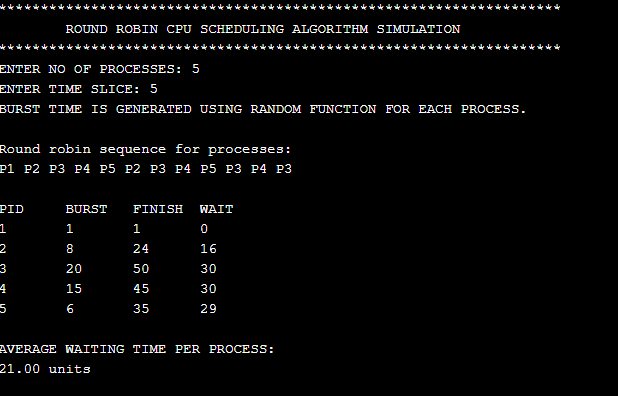 ************************************************************************
ROUND ROBIN CPU SCHEDULING ALGORITHM SIMULATION
************************************************************************
ENTER NO OF PROCESSES: 5
ENTER TIME SLICE: 5
BURST TIME IS GENERATED USING RANDOM FUNCTION FOR EACH PROCESS.
Round robin sequence for processes:
P1 P2 P3 P4 P5 P2 P3 P4 P5 P3 P4 P3
PID BURST FINISH WAIT
1 1 1 0
2 8 24 16
3 20 50 30
4 15 45 30
5 6 35 29
AVERAGE WAITING TIME PER PROCESS:
21.00 units